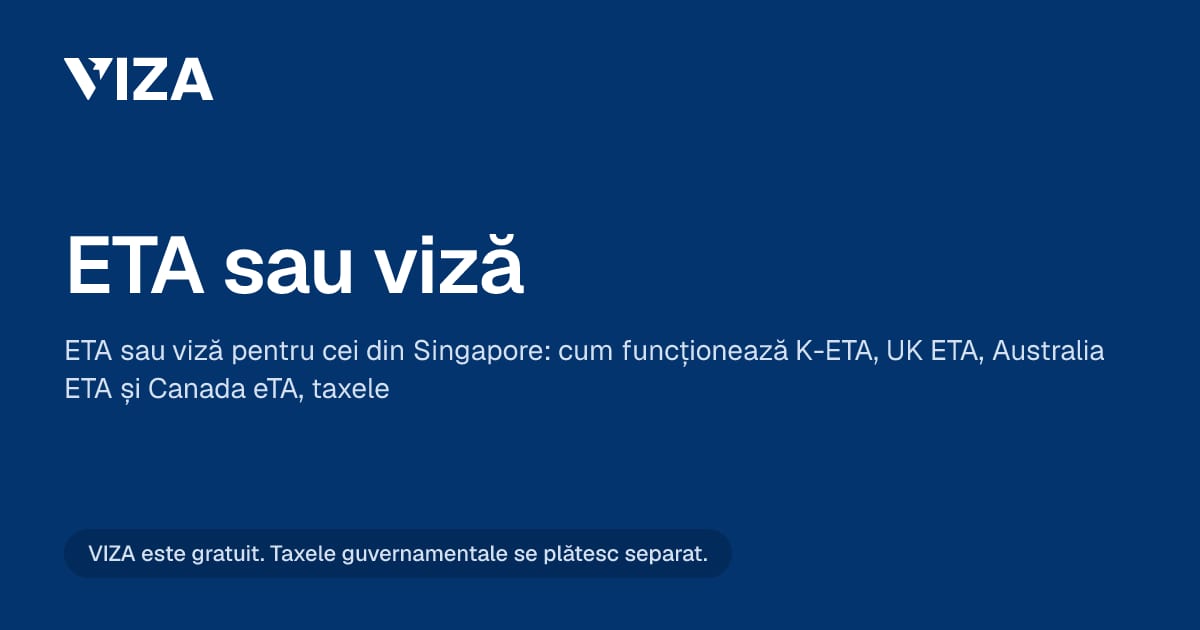 VIZA
ETA sau viză
ETA sau viză pentru cei din Singapore: cum funcționează K-ETA, UK ETA, Australia
ETA și Canada eTA, taxele
VIZA este gratuit. Taxele guvernamentale se plătesc separat.